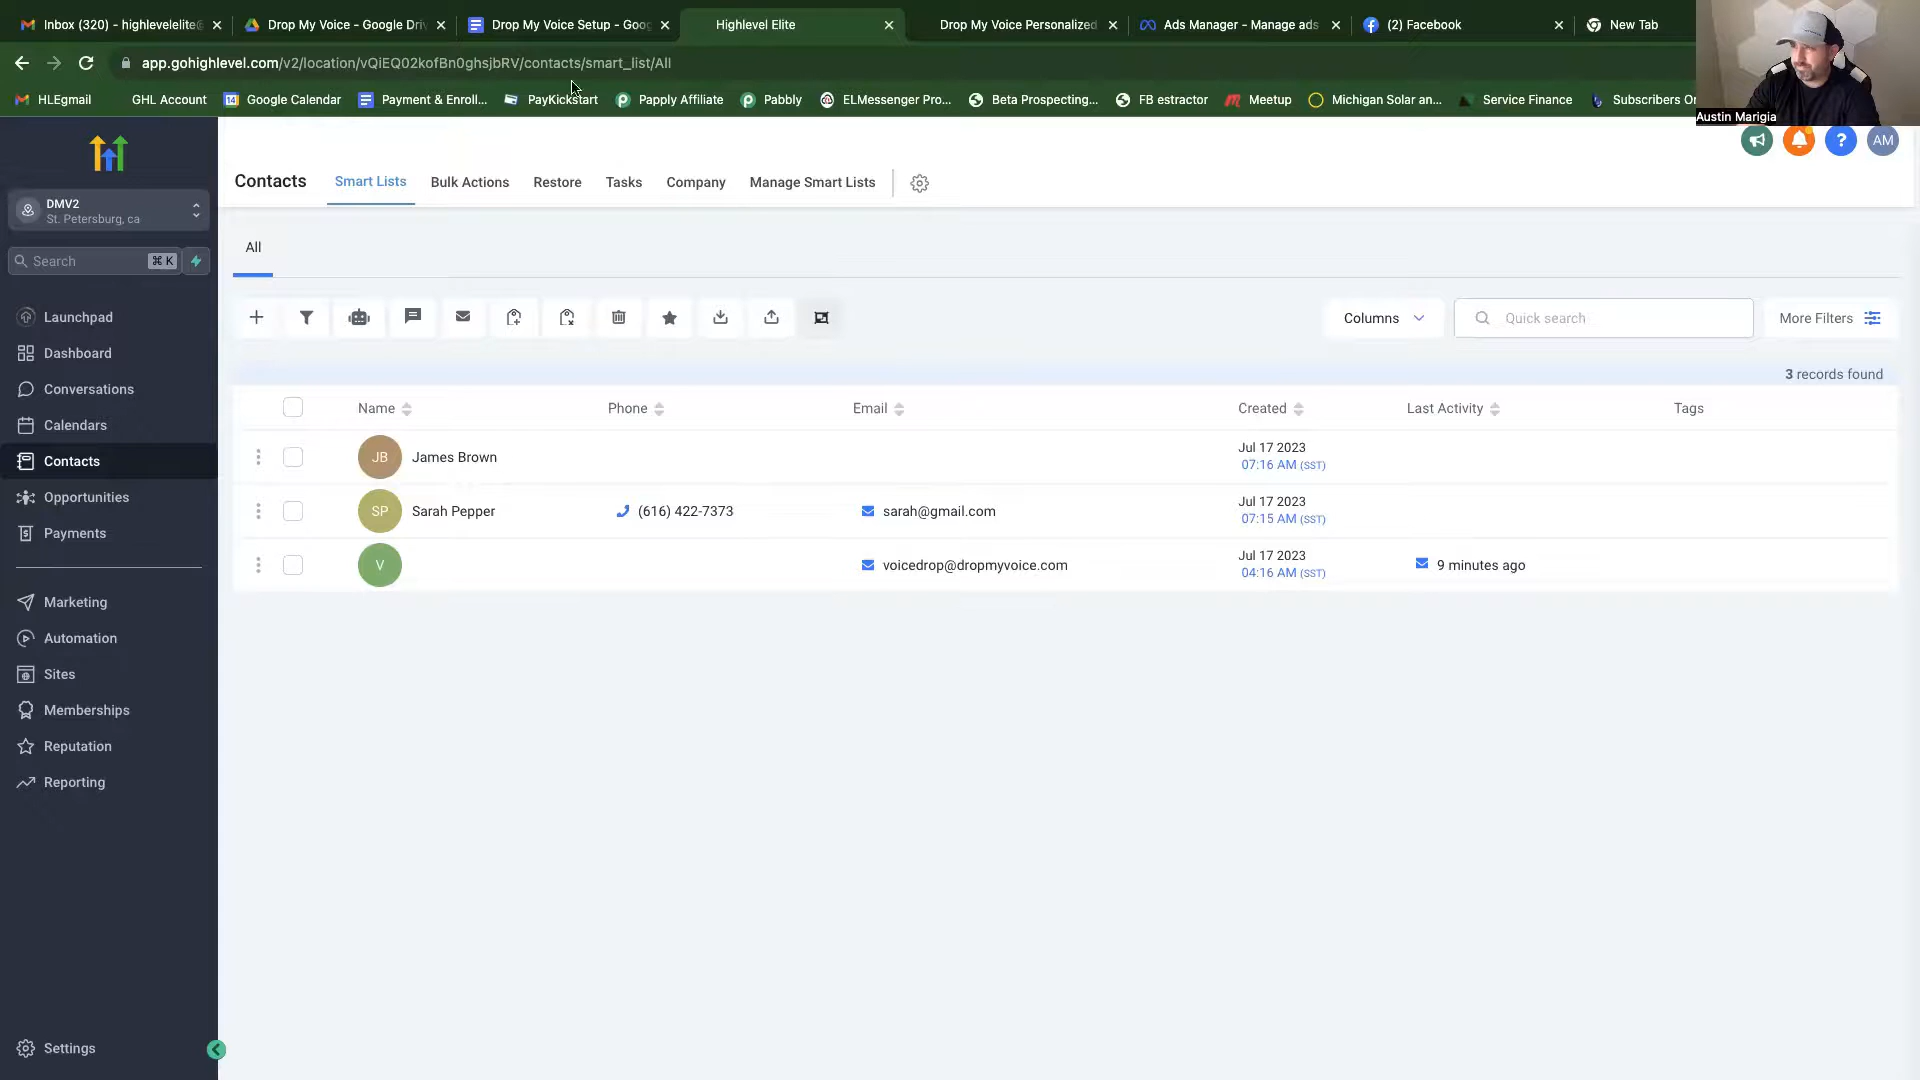 Inbox (320) - highlevelelite@
Drop My Voice - Google Driv
Drop My Voice Setup - Goog
Highlevel Elite
Drop My Voice Personalized
Ads Manager - Manage ads
(2) Facebook
New Tab
app.gohighlevel.com/v2/location/vQiEQ02kofBn0ghsjbRV/contacts/smart_list/All
HLEgmail
GHL Account
14 Google Calendar
Payment & Enroll...
PayKickstart
Papply Affiliate
Pabbly
ELMessenger Pro...
Beta Prospecting...
FB estractor
Meetup
Michigan Solar an...
Service Finance
Subscribers On
Austin Marigia
AM
DMV2
St. Petersburg, ca
Search ⌘ K
Launchpad
Dashboard
Conversations
Calendars
Contacts
Opportunities
Payments
Marketing
Automation
Sites
Memberships
Reputation
Reporting
Settings
Contacts Smart Lists Bulk Actions Restore Tasks Company Manage Smart Lists
All
Columns
Quick search
More Filters
3 records found
Name Phone Email Created Last Activity Tags
JB James Brown Jul 17 2023
07:16 AM (SST)
SP Sarah Pepper (616) 422-7373 sarah@gmail.com Jul 17 2023
07:15 AM (SST)
V voicedrop@dropmyvoice.com Jul 17 2023 9 minutes ago
04:16 AM (SST)